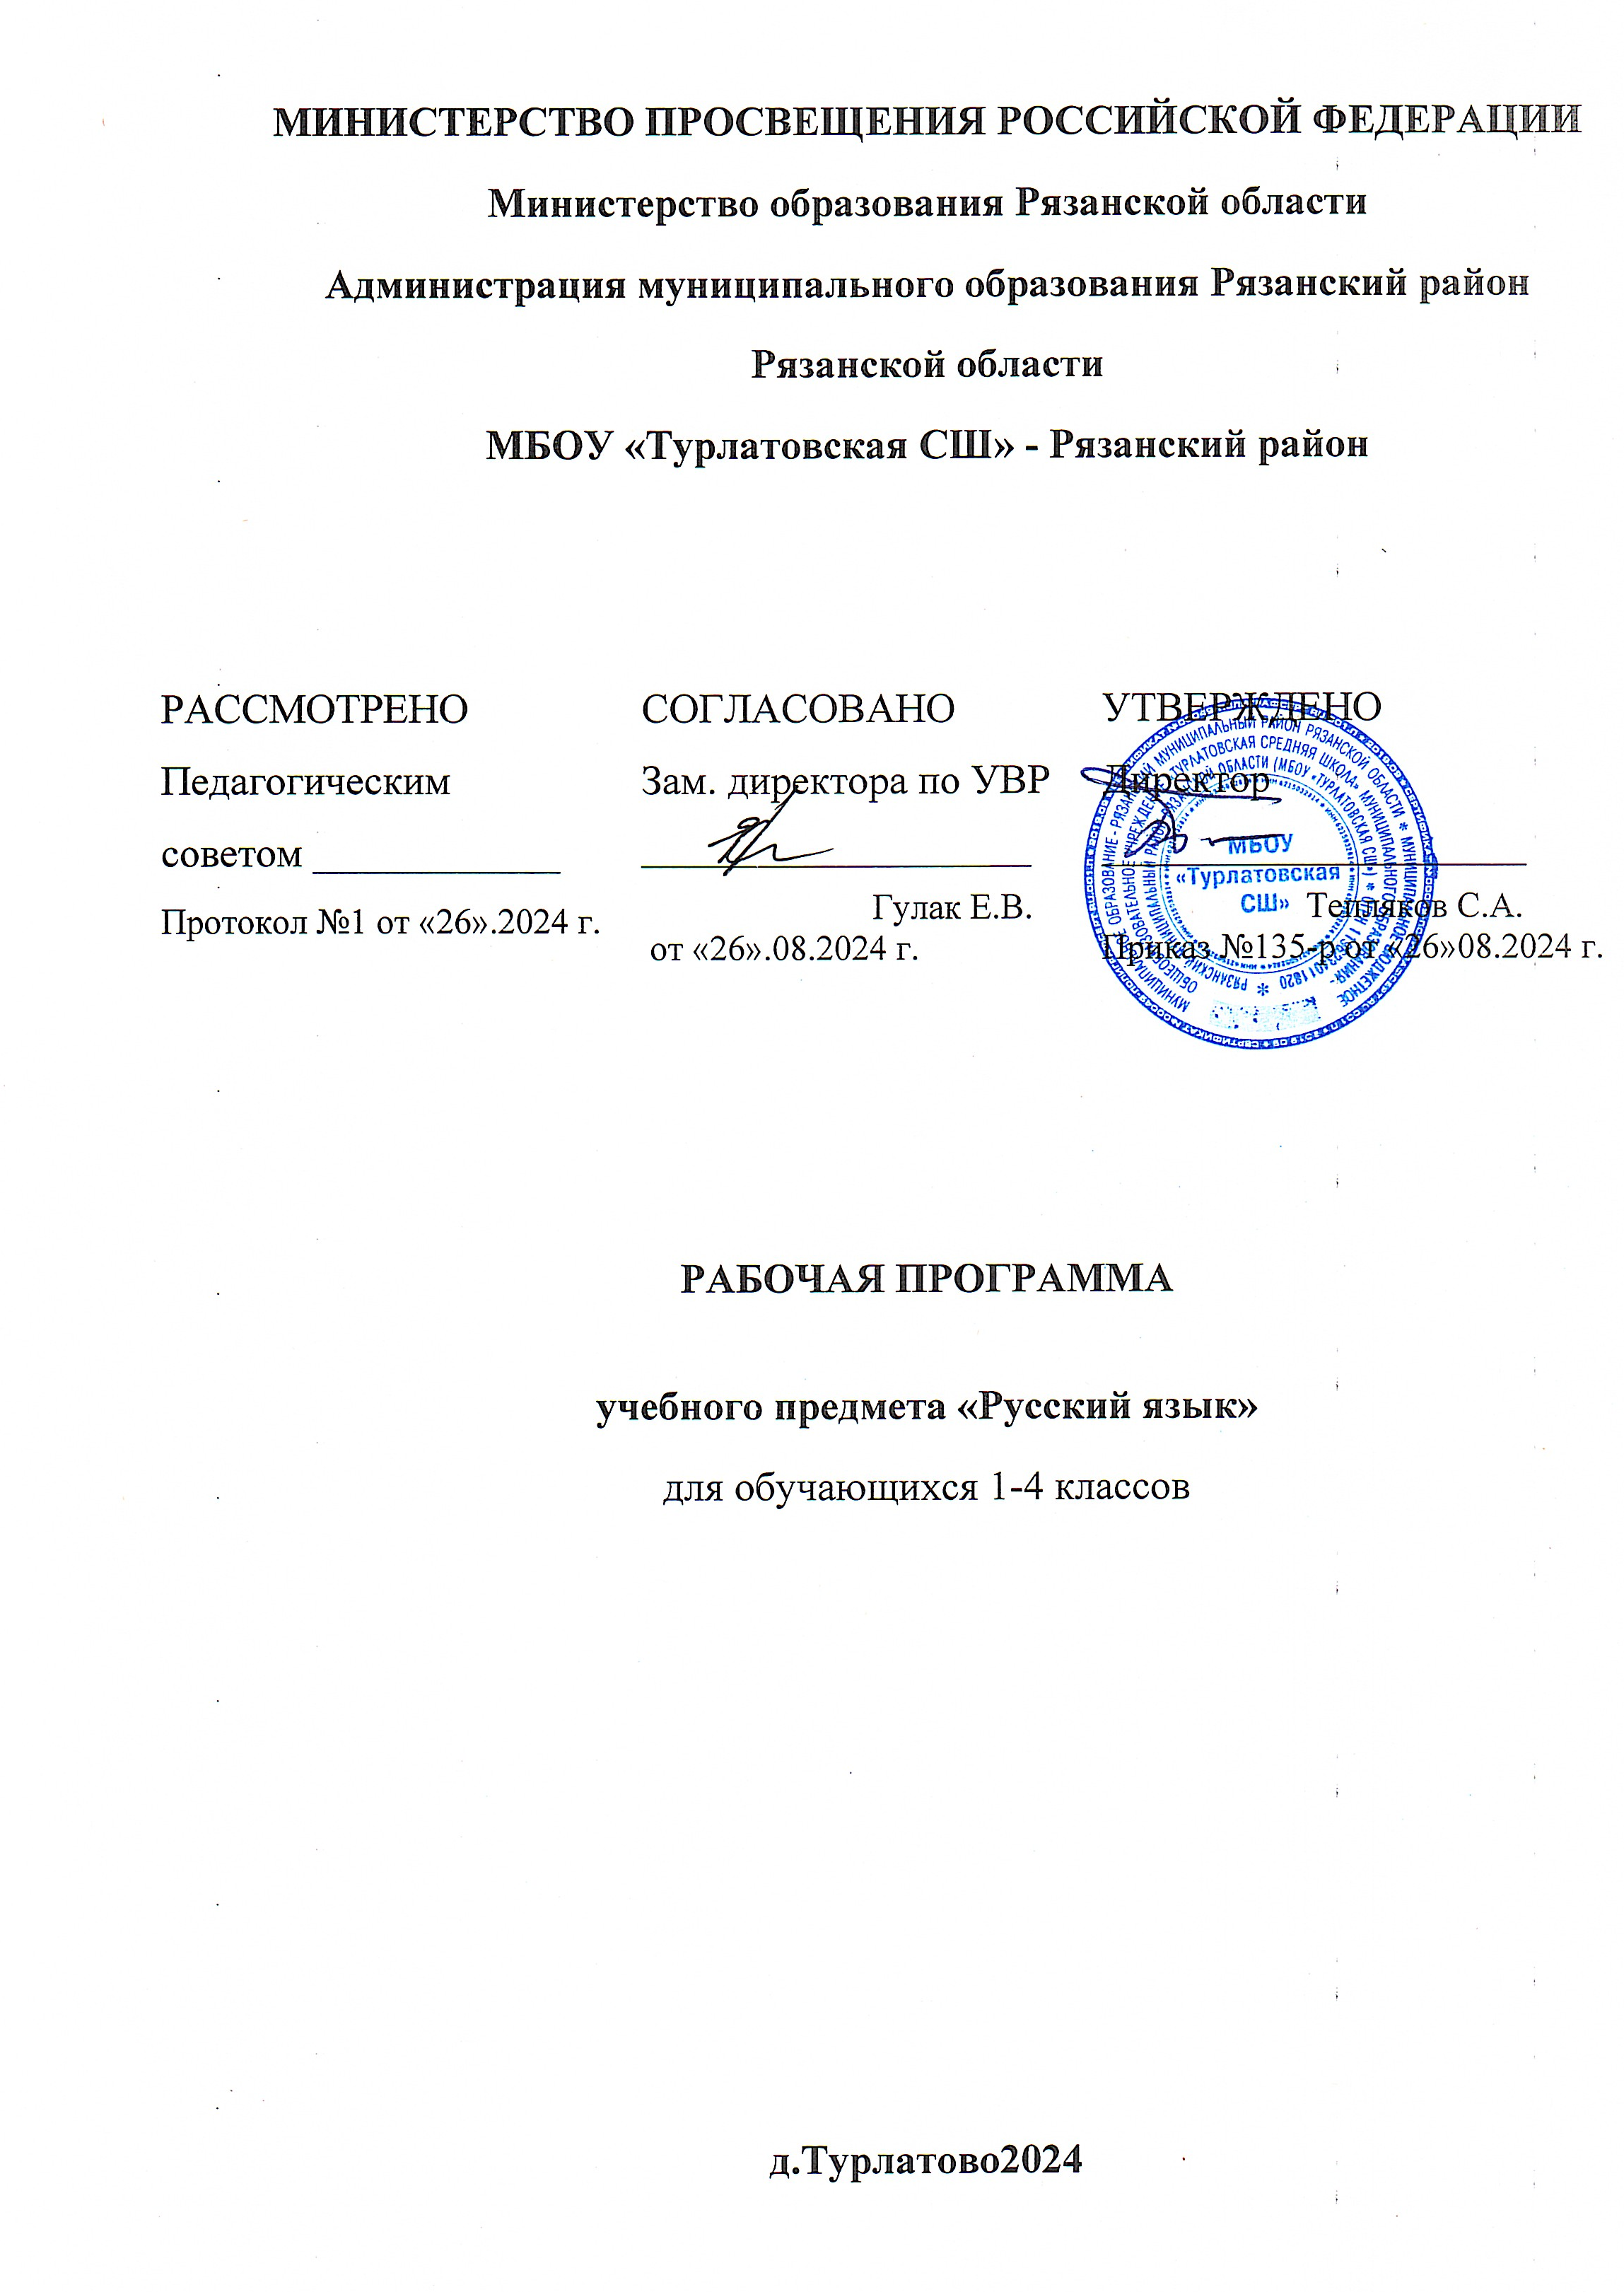 МИНИСТЕРСТВО ПРОСВЕЩЕНИЯ РОССИЙСКОЙ ФЕДЕРАЦИИ
Министерство образования Рязанской области
Администрация муниципального образования Рязанский район
Рязанской области
МБОУ «Турлатовская СШ» - Рязанский район
РАССМОТРЕНО
Педагогическим
советом ______________
Протокол №1 от «26».2024 г.
СОГЛАСОВАНО
Зам. директора по УВР
______________________
Гулак Е.В.
от «26».08.2024 г.
УТВЕРЖДЕНО
Директор
________________________
Тепляков С.А.
Приказ №135-р от «26»08.2024 г.
МБОУ
«Турлатовская
СШ»
РАБОЧАЯ ПРОГРАММА
учебного предмета «Русский язык»
для обучающихся 1-4 классов
д.Турлатово2024